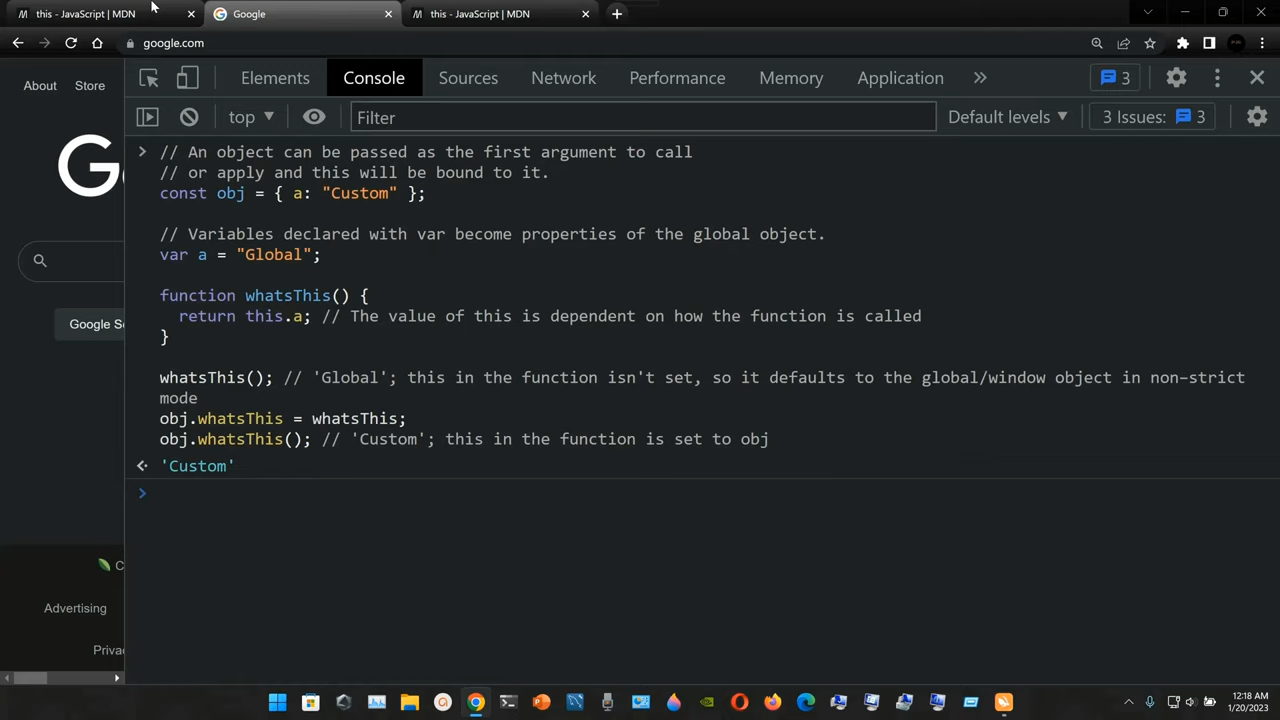 this - JavaScript | MDN
Google
this - JavaScript | MDN
google.com
About
Store
Elements
Console
Sources
Network
Performance
Memory
Application
3
top
Filter
Default levels
3 Issues: 3
// An object can be passed as the first argument to call
// or apply and this will be bound to it.
const obj = { a: "Custom" };
// Variables declared with var become properties of the global object.
var a = "Global";
function whatsThis() {
return this.a; // The value of this is dependent on how the function is called
}
whatsThis(); // 'Global'; this in the function isn't set, so it defaults to the global/window object in non-strict
mode
obj.whatsThis = whatsThis;
obj.whatsThis(); // 'Custom'; this in the function is set to obj
'Custom'
Go
Google Se
C
Advertising
Privac
12:18 AM
1/20/2023